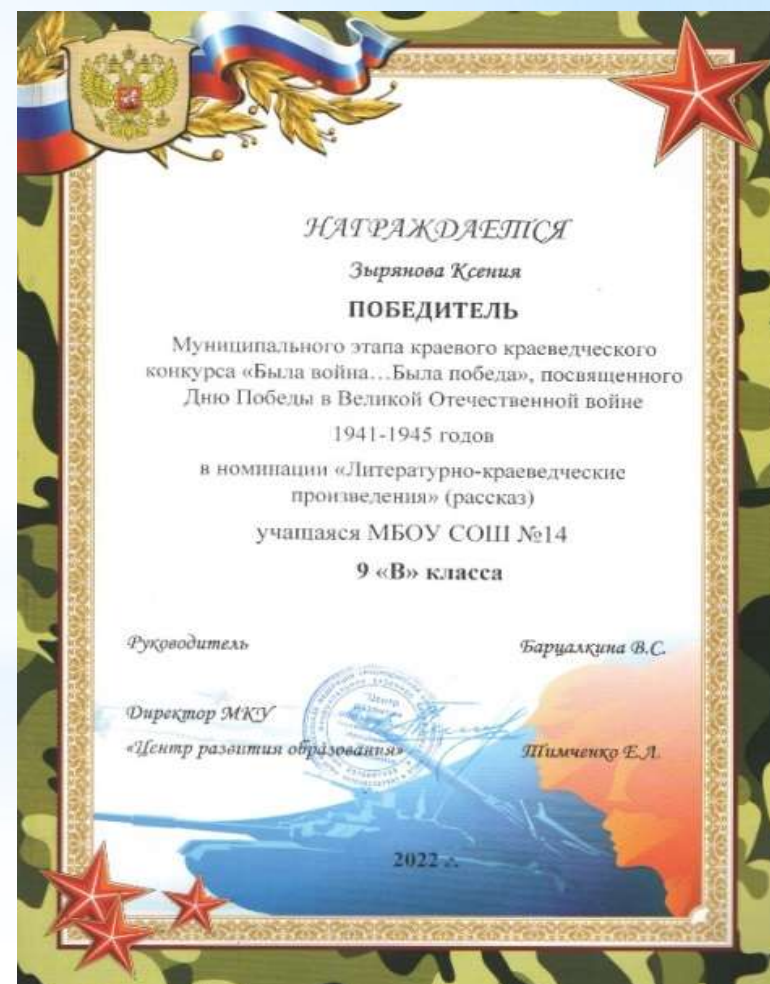 НАГРАЖДАЕТСЯ
Зырянова Ксения
ПОБЕДИТЕЛЬ
Муниципального этапа краевого краеведческого
конкурса «Была война…Была победа», посвященного
Дню Победы в Великой Отечественной войне
1941-1945 годов
в номинации «Литературно-краеведческие
произведения» (рассказ)
учащаяся МБОУ СОШ №14
9 «В» класса
Руководитель Барцалкина В.С.
Директор МКУ
«Центр развития образования» Тимченко Е.А.
"Центр
развития
2022 г.